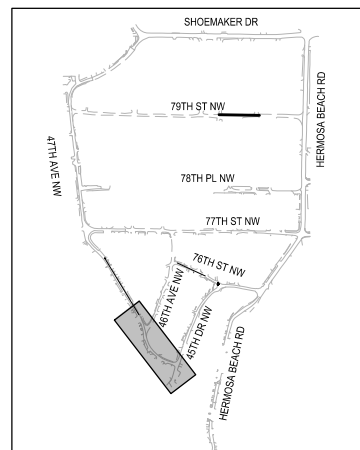 SHOEMAKER DR
47TH AVE NW
79TH ST NW
HERMOSA BEACH RD
78TH PL NW
77TH ST NW
76TH ST NW
46TH AVE NW
45TH DR NW
HERMOSA BEACH RD